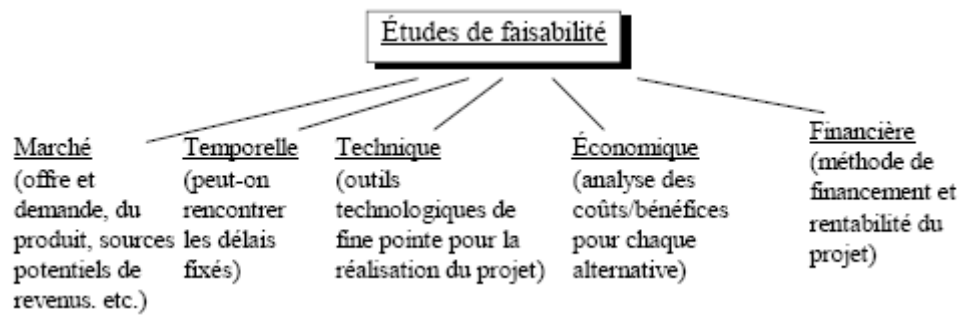 Études de faisabilité
Marché
(offre et
demande, du
produit, sources
potentiels de
revenus. etc.)
Temporelle
(peut-on
rencontrer
les délais
fixés)
Technique
(outils
technologiques de
fine pointe pour la
réalisation du projet)
Économique
(analyse des
coûts/bénéfices
pour chaque
alternative)
Financière
(méthode de
financement et
rentabilité du
projet)